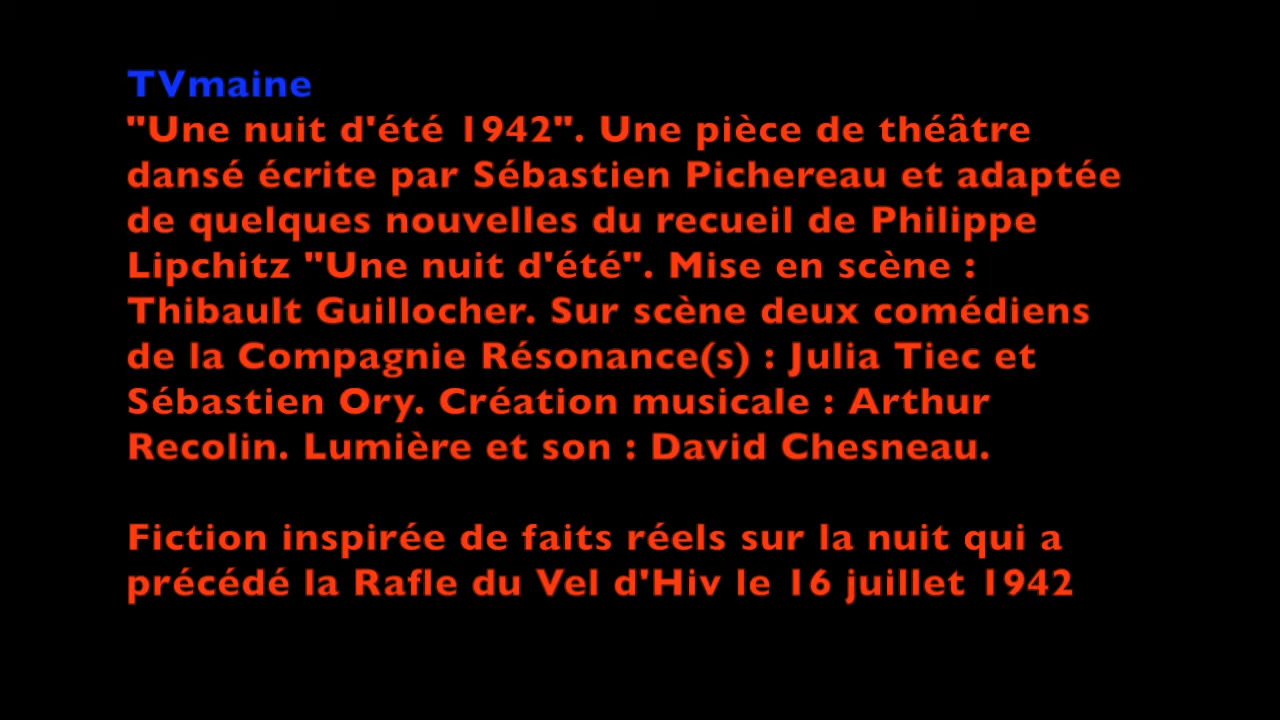 TVmaine
"Une nuit d'été 1942". Une pièce de théâtre
dansé écrite par Sébastien Pichereau et adaptée
de quelques nouvelles du recueil de Philippe
Lipchitz "Une nuit d'été". Mise en scène :
Thibault Guillocher. Sur scène deux comédiens
de la Compagnie Résonance(s) : Julia Tiec et
Sébastien Ory. Création musicale : Arthur
Recolin. Lumière et son : David Chesneau.
Fiction inspirée de faits réels sur la nuit qui a
précédé la Rafle du Vel d'Hiv le 16 juillet 1942